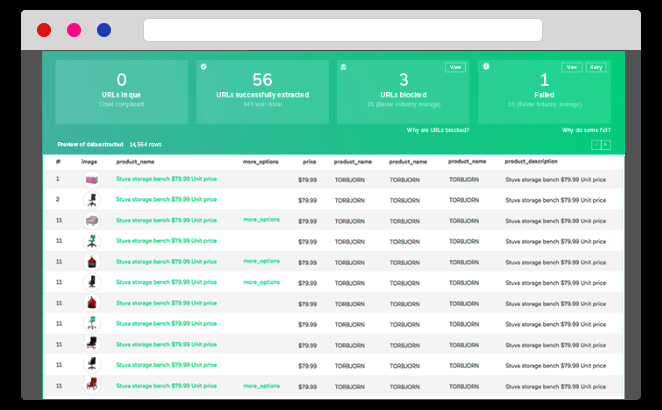 0
URLs in que
Crawl completed!
56
URLs successfully extracted
well done!
View
3
URLs blocked
(Below industry average)
View Retry
1
Failed
(Below industry average)
Why are URLs blocked?
Why do some fail?
Preview of data extracted 14,564 rows
# image product_name more_options price product_name product_name product_name product_description
1 Stuva storage bench $79.99 Unit price $79.99 TORBJORN TORBJORN TORBJORN Stuva storage bench $79.99 Unit price
2 Stuva storage bench $79.99 Unit price $79.99 TORBJORN TORBJORN TORBJORN Stuva storage bench $79.99 Unit price
11 Stuva storage bench $79.99 Unit price more_options $79.99 TORBJORN TORBJORN TORBJORN Stuva storage bench $79.99 Unit price
11 Stuva storage bench $79.99 Unit price $79.99 TORBJORN TORBJORN TORBJORN Stuva storage bench $79.99 Unit price
11 Stuva storage bench $79.99 Unit price more_options $79.99 TORBJORN TORBJORN TORBJORN Stuva storage bench $79.99 Unit price
11 Stuva storage bench $79.99 Unit price more_options $79.99 TORBJORN TORBJORN TORBJORN Stuva storage bench $79.99 Unit price
11 Stuva storage bench $79.99 Unit price $79.99 TORBJORN TORBJORN TORBJORN Stuva storage bench $79.99 Unit price
11 Stuva storage bench $79.99 Unit price $79.99 TORBJORN TORBJORN TORBJORN Stuva storage bench $79.99 Unit price
11 Stuva storage bench $79.99 Unit price $79.99 TORBJORN TORBJORN TORBJORN Stuva storage bench $79.99 Unit price
11 Stuva storage bench $79.99 Unit price $79.99 TORBJORN TORBJORN TORBJORN Stuva storage bench $79.99 Unit price
11 Stuva storage bench $79.99 Unit price more_options $79.99 TORBJORN TORBJORN TORBJORN Stuva storage bench $79.99 Unit price